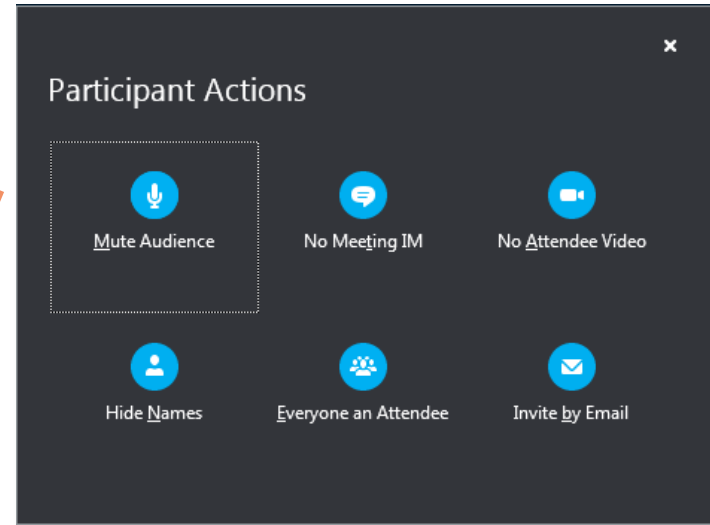 Participant Actions
Mute Audience
No Meeting IM
No Attendee Video
Hide Names
Everyone an Attendee
Invite by Email